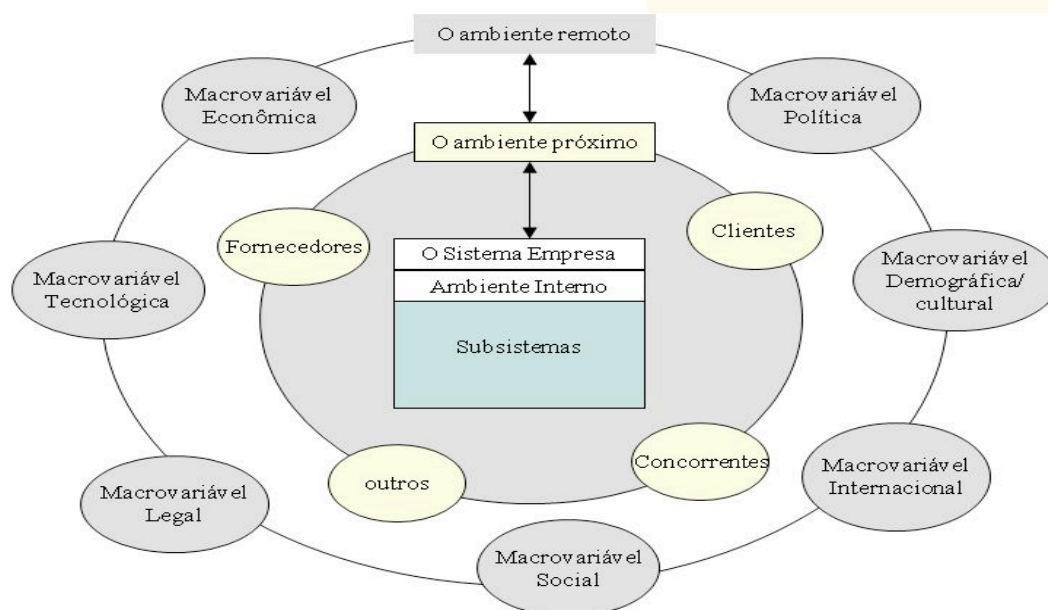 O ambiente remoto
Macrovariável
Econômica
Macrovariável
Política
O ambiente próximo
Fornecedores
Clientes
O Sistema Empresa
Ambiente Interno
Subsistemas
Macrovariável
Tecnológica
Macrovariável
Demográfica/
cultural
outros
Concorrentes
Macrovariável
Legal
Macrovariável
Internacional
Macrovariável
Social